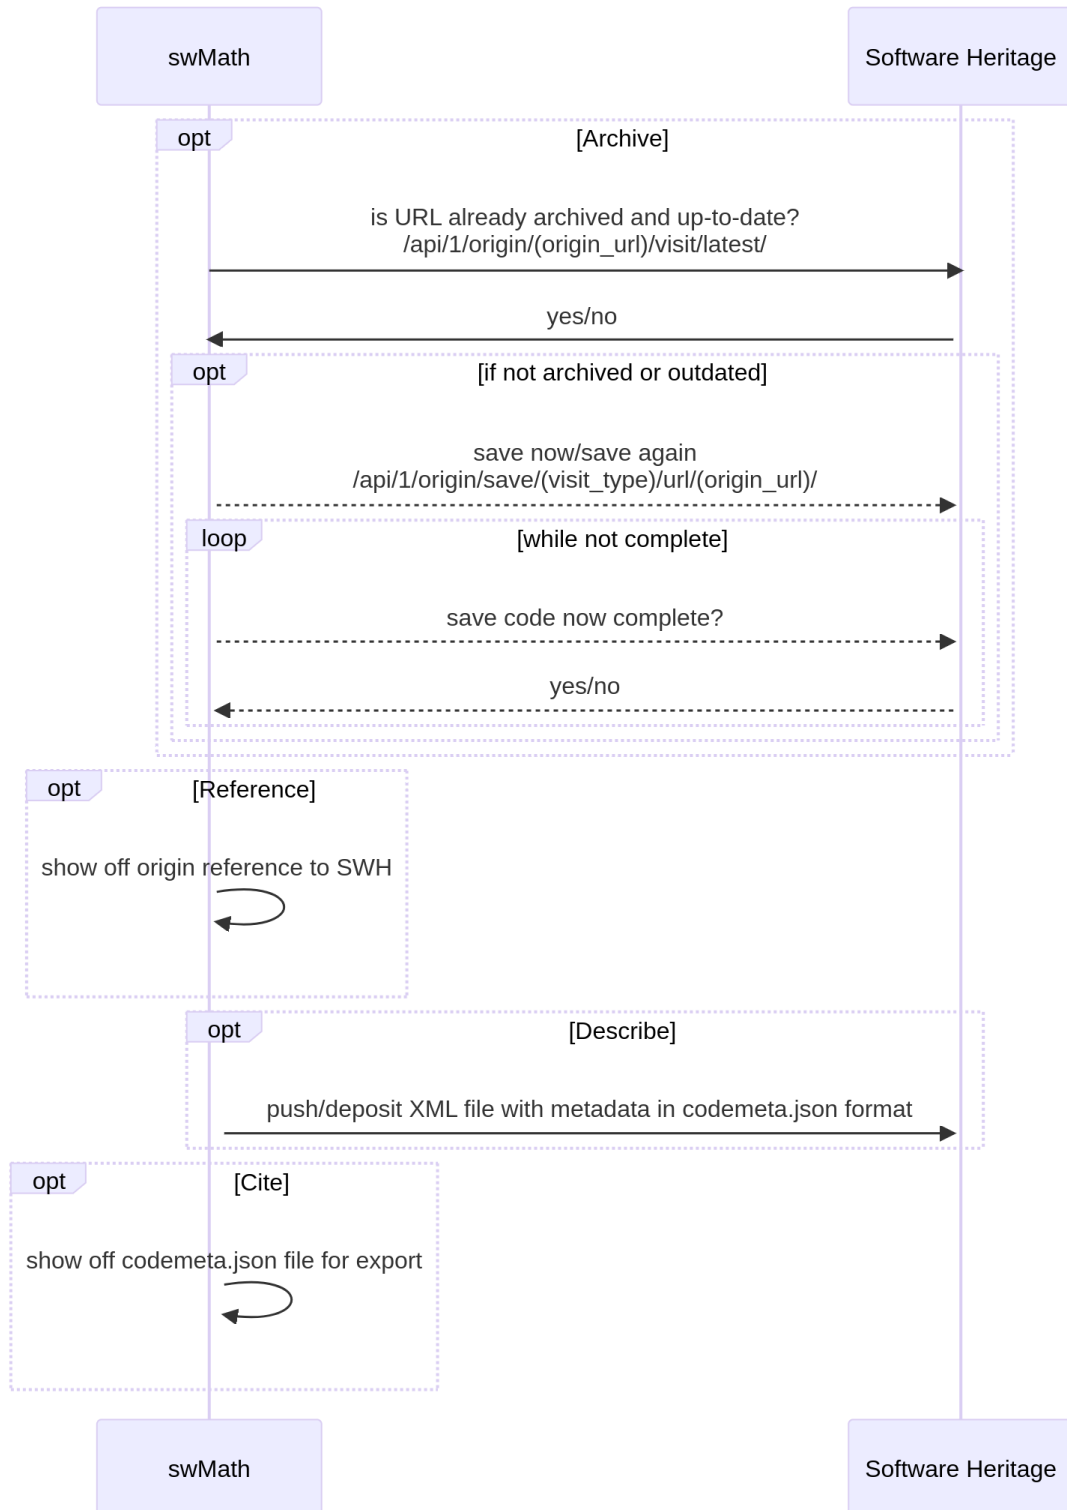 swMath
Software Heritage
opt
[Archive]
is URL already archived and up-to-date?
/api/1/origin/(origin_url)/visit/latest/
yes/no
opt
[if not archived or outdated]
save now/save again
/api/1/origin/save/(visit_type)/url/(origin_url)/
loop
[while not complete]
save code now complete?
yes/no
opt
[Reference]
show off origin reference to SWH
opt
[Describe]
push/deposit XML file with metadata in codemeta.json format
opt
[Cite]
show off codemeta.json file for export
swMath
Software Heritage